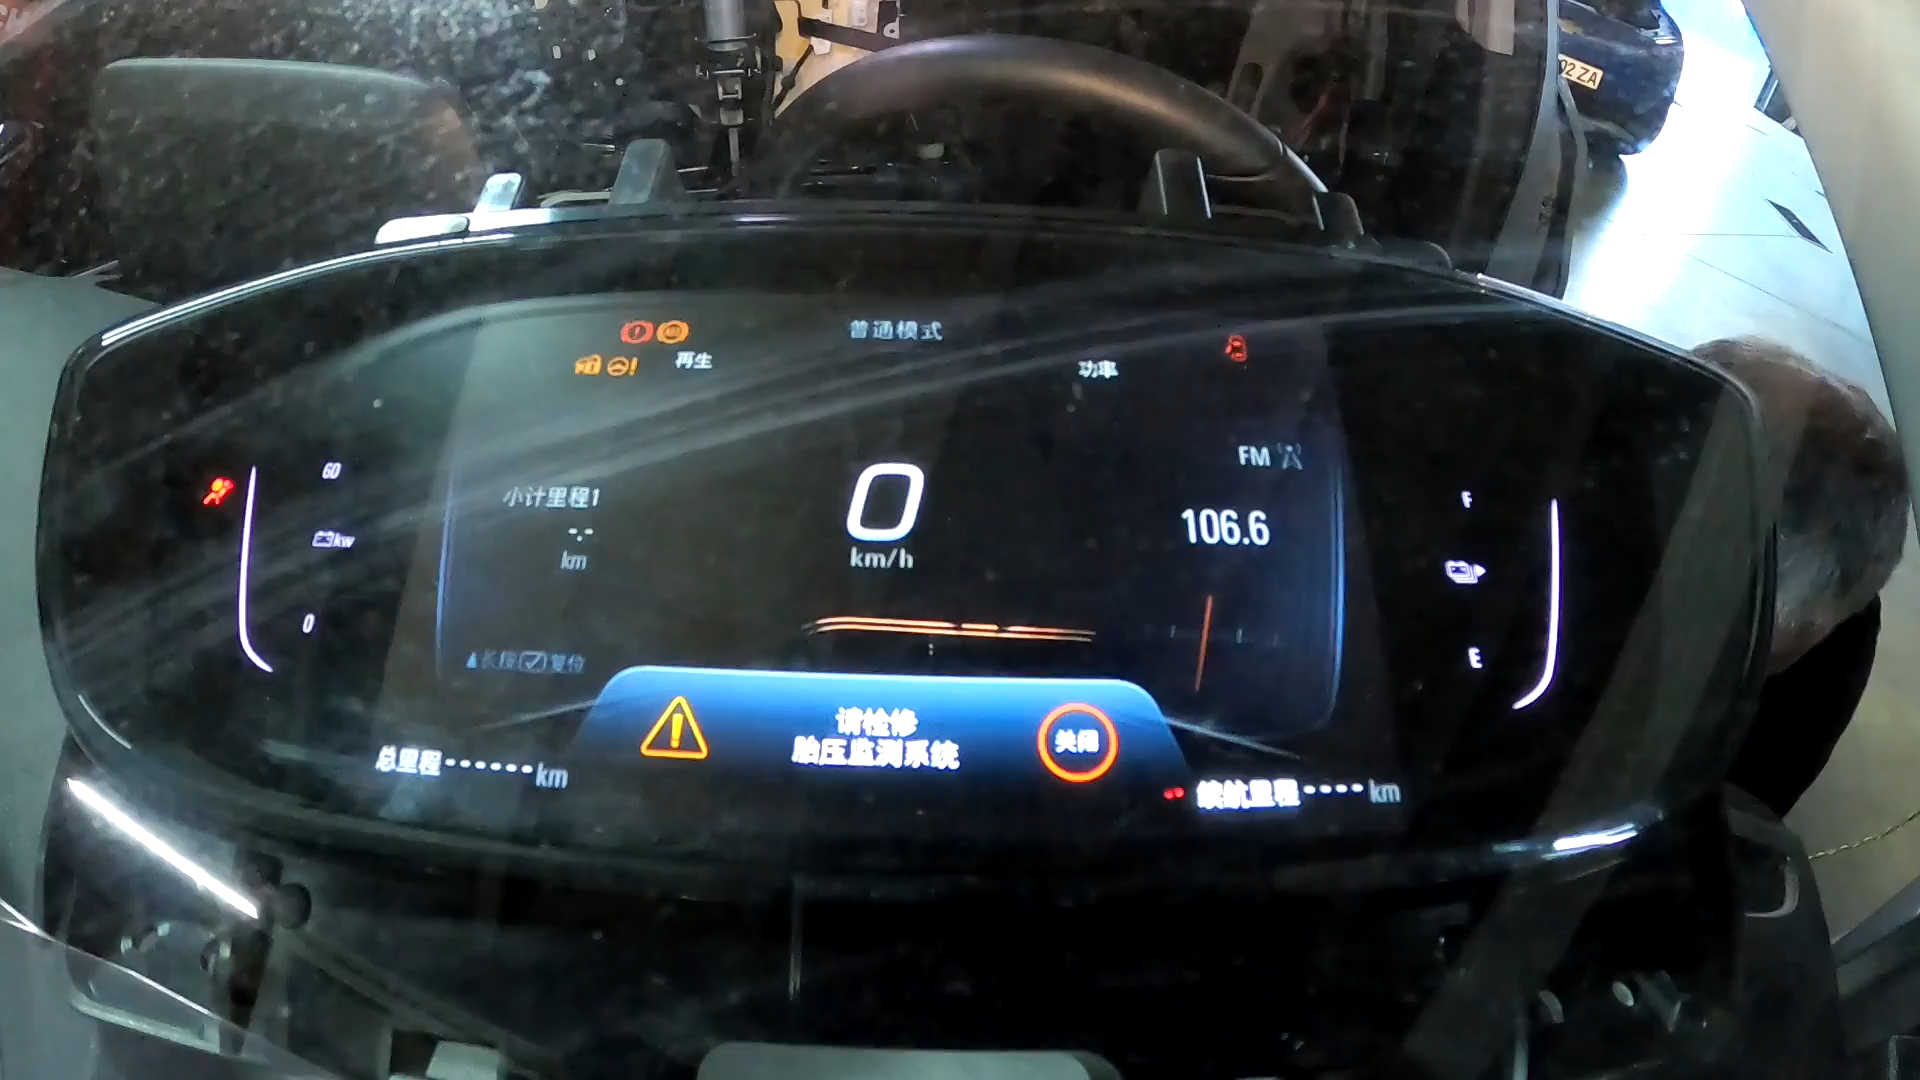 02 ZA
普通模式
再生
功率
60
kw
0
小计里程1
-.-
km
0
km/h
FM
106.6
F
E
长按 复位
请检修
胎压监测系统
关闭
总里程------km
续航里程----km